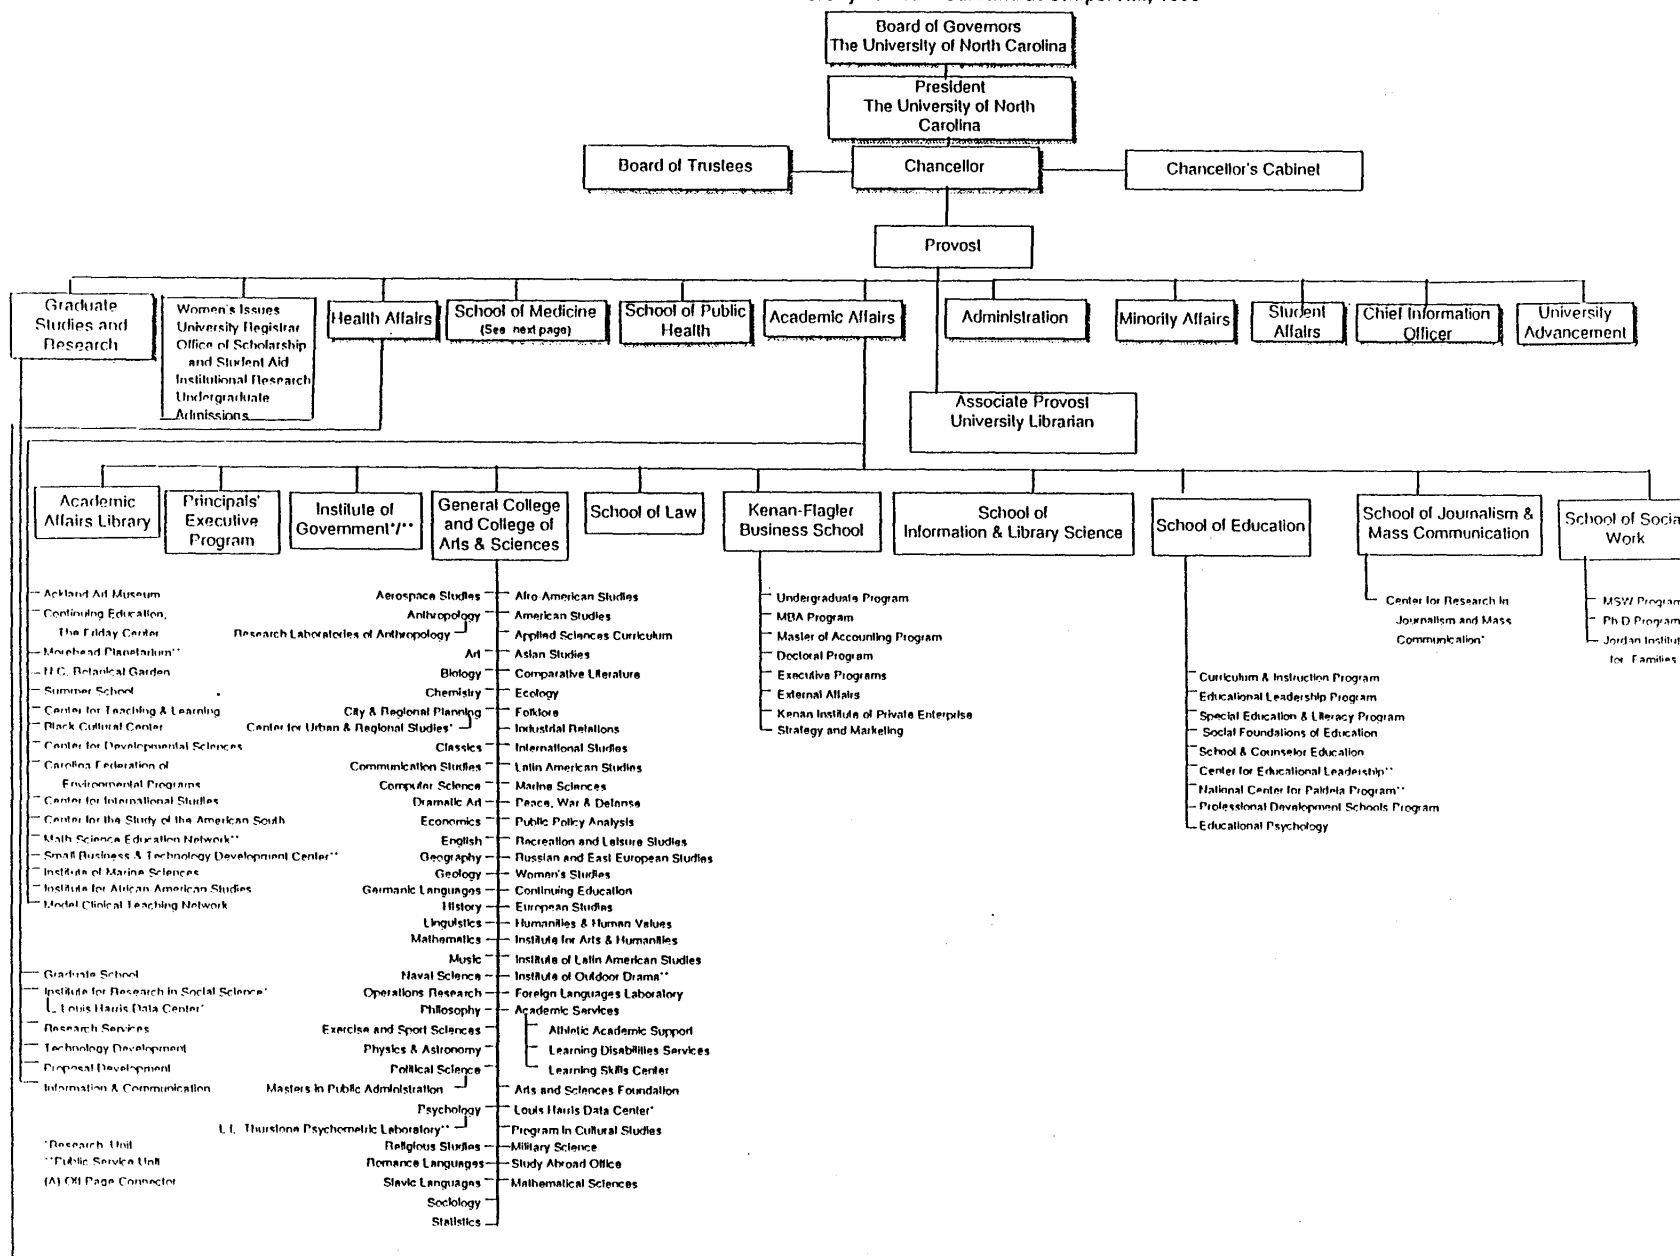 Board of Governors
The University of North Carolina
President
The University of North
Carolina
Board of Trustees
Chancellor
Chancellor's Cabinet
Provost
Graduate
Studies and
Research
Women's Issues
University Registrar
Office of Scholarship
and Student Aid
Institutional Research
Undergraduate
Admissions
Health Affairs
School of Medicine
(See next page)
School of Public
Health
Academic Affairs
Administration
Minority Affairs
Student
Affairs
Chief Information
Officer
University
Advancement
Associate Provost
University Librarian
Academic
Affairs Library
Principals'
Executive
Program
Institute of
Government*/**
General College
and College of
Arts & Sciences
School of Law
Kenan-Flagler
Business School
School of
Information & Library Science
School of Education
School of Journalism &
Mass Communication
School of Socia
Work
Ackland Art Museum
Continuing Education,
The Friday Center
Morehead Planetarium**
N.C. Botanical Garden
Summer School
Center for Teaching & Learning
Black Cultural Center
Center for Developmental Sciences
Carolina Federation of
Environmental Programs
Center for International Studies
Center for the Study of the American South
Math Science Education Network**
Small Business & Technology Development Center**
Institute of Marine Sciences
Institute for African American Studies
Model Clinical Teaching Network
Graduate School
Institute for Research in Social Science*
Louis Harris Data Center*
Research Services
Technology Development
Proposal Development
Information & Communication
*Research Unit
**Public Service Unit
(A) Off Page Connector
Aerospace Studies
Anthropology
Research Laboratories of Anthropology
Art
Biology
Chemistry
City & Regional Planning
Center for Urban & Regional Studies*
Classics
Communication Studies
Computer Science
Dramatic Art
Economics
English
Geography
Geology
Germanic Languages
History
Linguistics
Mathematics
Music
Naval Science
Operations Research
Philosophy
Exercise and Sport Sciences
Physics & Astronomy
Political Science
Masters in Public Administration
Psychology
L.L. Thurstone Psychometric Laboratory**
Religious Studies
Romance Languages
Slavic Languages
Sociology
Statistics
Afro American Studies
American Studies
Applied Sciences Curriculum
Asian Studies
Comparative Literature
Ecology
Folklore
Industrial Relations
International Studies
Latin American Studies
Marine Sciences
Peace, War & Defense
Public Policy Analysis
Recreation and Leisure Studies
Russian and East European Studies
Women's Studies
Continuing Education
European Studies
Humanities & Human Values
Institute for Arts & Humanities
Institute of Latin American Studies
Institute of Outdoor Drama**
Foreign Languages Laboratory
Academic Services
Athletic Academic Support
Learning Disabilities Services
Learning Skills Center
Arts and Sciences Foundation
Louis Harris Data Center*
Program in Cultural Studies
Military Science
Study Abroad Office
Mathematical Sciences
Undergraduate Program
MBA Program
Master of Accounting Program
Doctoral Program
Executive Programs
External Affairs
Kenan Institute of Private Enterprise
Strategy and Marketing
Curriculum & Instruction Program
Educational Leadership Program
Special Education & Literacy Program
Social Foundations of Education
School & Counselor Education
Center for Educational Leadership**
National Center for Paideia Program**
Professional Development Schools Program
Educational Psychology
Center for Research in
Journalism and Mass
Communication*
MSW Program
Ph D Program
Jordan Institut
for Families